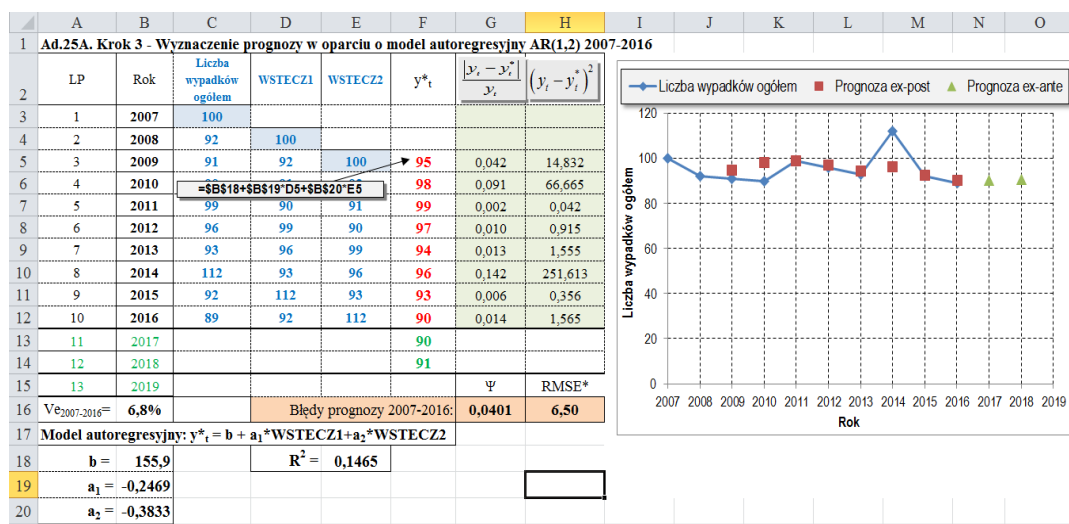 A B C D E F G H I J K L M N O
1 Ad.25A. Krok 3 - Wyznaczenie prognozy w oparciu o model autoregresyjny AR(1,2) 2007-2016
2 LP Rok Liczba wypadków ogółem WSTECZ1 WSTECZ2 y*t |yt − yt*| / yt (yt − yt*)²
3 1 2007 100
4 2 2008 92 100
5 3 2009 91 92 100 95 0,042 14,832
6 4 2010 98 0,091 66,665
=$B$18+$B$19*D5+$B$20*E5
7 5 2011 99 90 91 99 0,002 0,042
8 6 2012 96 99 90 97 0,010 0,915
9 7 2013 93 96 99 94 0,013 1,555
10 8 2014 112 93 96 96 0,142 251,613
11 9 2015 92 112 93 93 0,006 0,356
12 10 2016 89 92 112 90 0,014 1,565
13 11 2017 90
14 12 2018 91
15 13 2019 Ψ RMSE*
16 Ve2007-2016= 6,8% Błędy prognozy 2007-2016: 0,0401 6,50
17 Model autoregresyjny: y*t = b + a1*WSTECZ1+a2*WSTECZ2
18 b = 155,9 R² = 0,1465
19 a1 = -0,2469
20 a2 = -0,3833
Liczba wypadków ogółem Prognoza ex-post Prognoza ex-ante
Liczba wypadków ogółem
120
100
80
60
40
20
0
2007 2008 2009 2010 2011 2012 2013 2014 2015 2016 2017 2018 2019
Rok